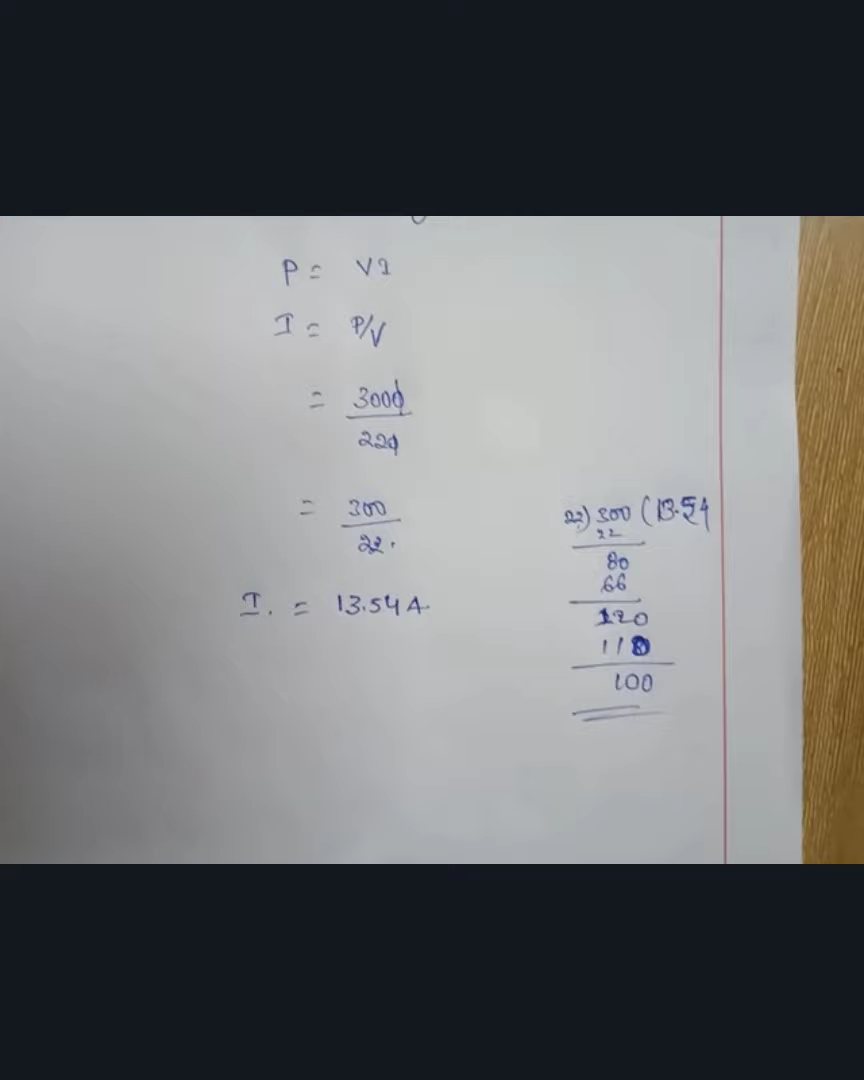 P = VI
I = P/V
= 3000
220
= 300
22.
I. = 13.54A
22) 300 (13.54
22
80
66
120
110
100